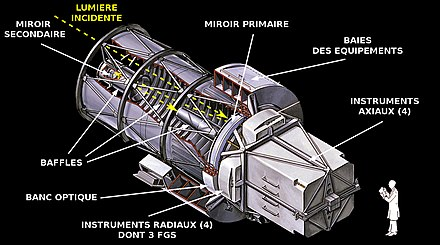 LUMIERE
INCIDENTE
MIROIR
SECONDAIRE
MIROIR PRIMAIRE
BAIES
DES EQUIPEMENTS
INSTRUMENTS
AXIAUX (4)
BAFFLES
BANC OPTIQUE
INSTRUMENTS RADIAUX (4)
DONT 3 FGS